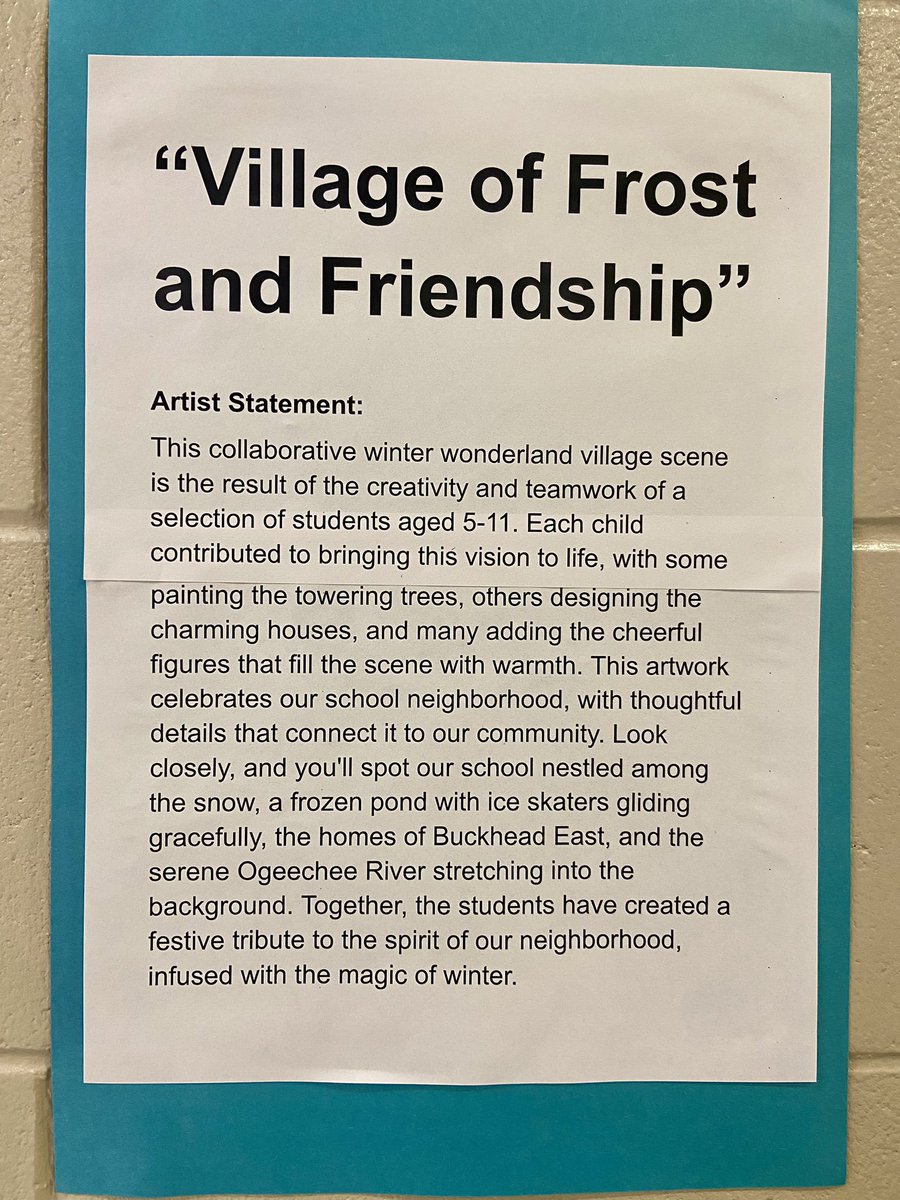 “Village of Frost
and Friendship”
Artist Statement:
This collaborative winter wonderland village scene
is the result of the creativity and teamwork of a
selection of students aged 5-11. Each child
contributed to bringing this vision to life, with some
painting the towering trees, others designing the
charming houses, and many adding the cheerful
figures that fill the scene with warmth. This artwork
celebrates our school neighborhood, with thoughtful
details that connect it to our community. Look
closely, and you'll spot our school nestled among
the snow, a frozen pond with ice skaters gliding
gracefully, the homes of Buckhead East, and the
serene Ogeechee River stretching into the
background. Together, the students have created a
festive tribute to the spirit of our neighborhood,
infused with the magic of winter.